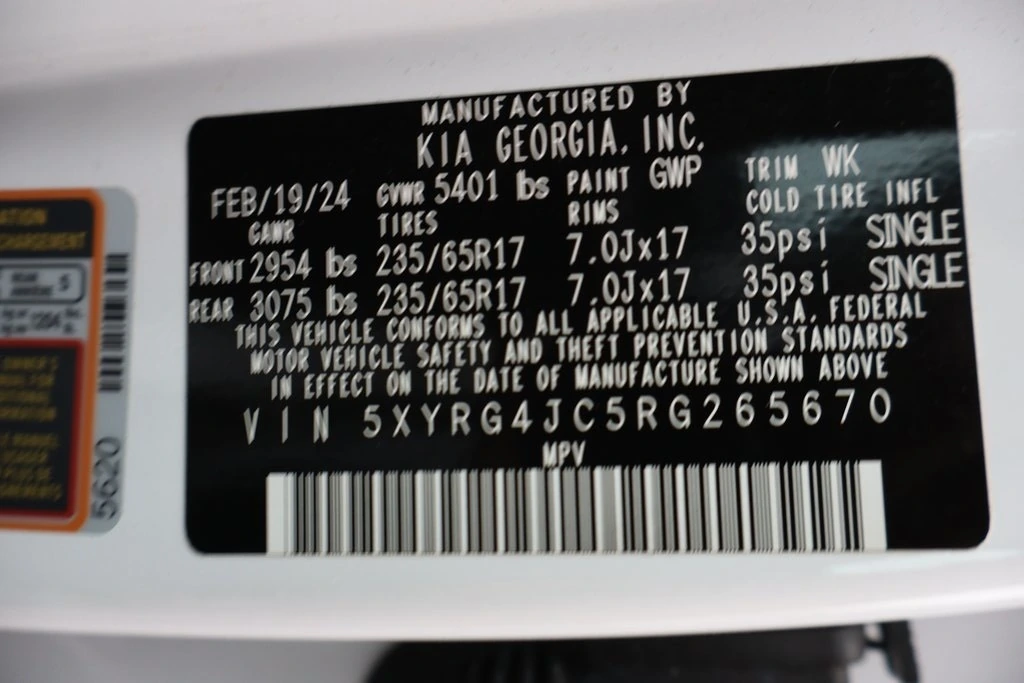 MANUFACTURED BY
KIA GEORGIA, INC.
FEB/19/24 GVWR 5401 lbs PAINT GWP TRIM WK
GAWR TIRES RIMS COLD TIRE INFL
FRONT 2954 lbs 235/65R17 7.0Jx17 35psi SINGLE
REAR 3075 lbs 235/65R17 7.0Jx17 35psi SINGLE
THIS VEHICLE CONFORMS TO ALL APPLICABLE U.S.A. FEDERAL
MOTOR VEHICLE SAFETY AND THEFT PREVENTION STANDARDS
IN EFFECT ON THE DATE OF MANUFACTURE SHOWN ABOVE
VIN 5XYRG4JC5RG265670
MPV
5
5620